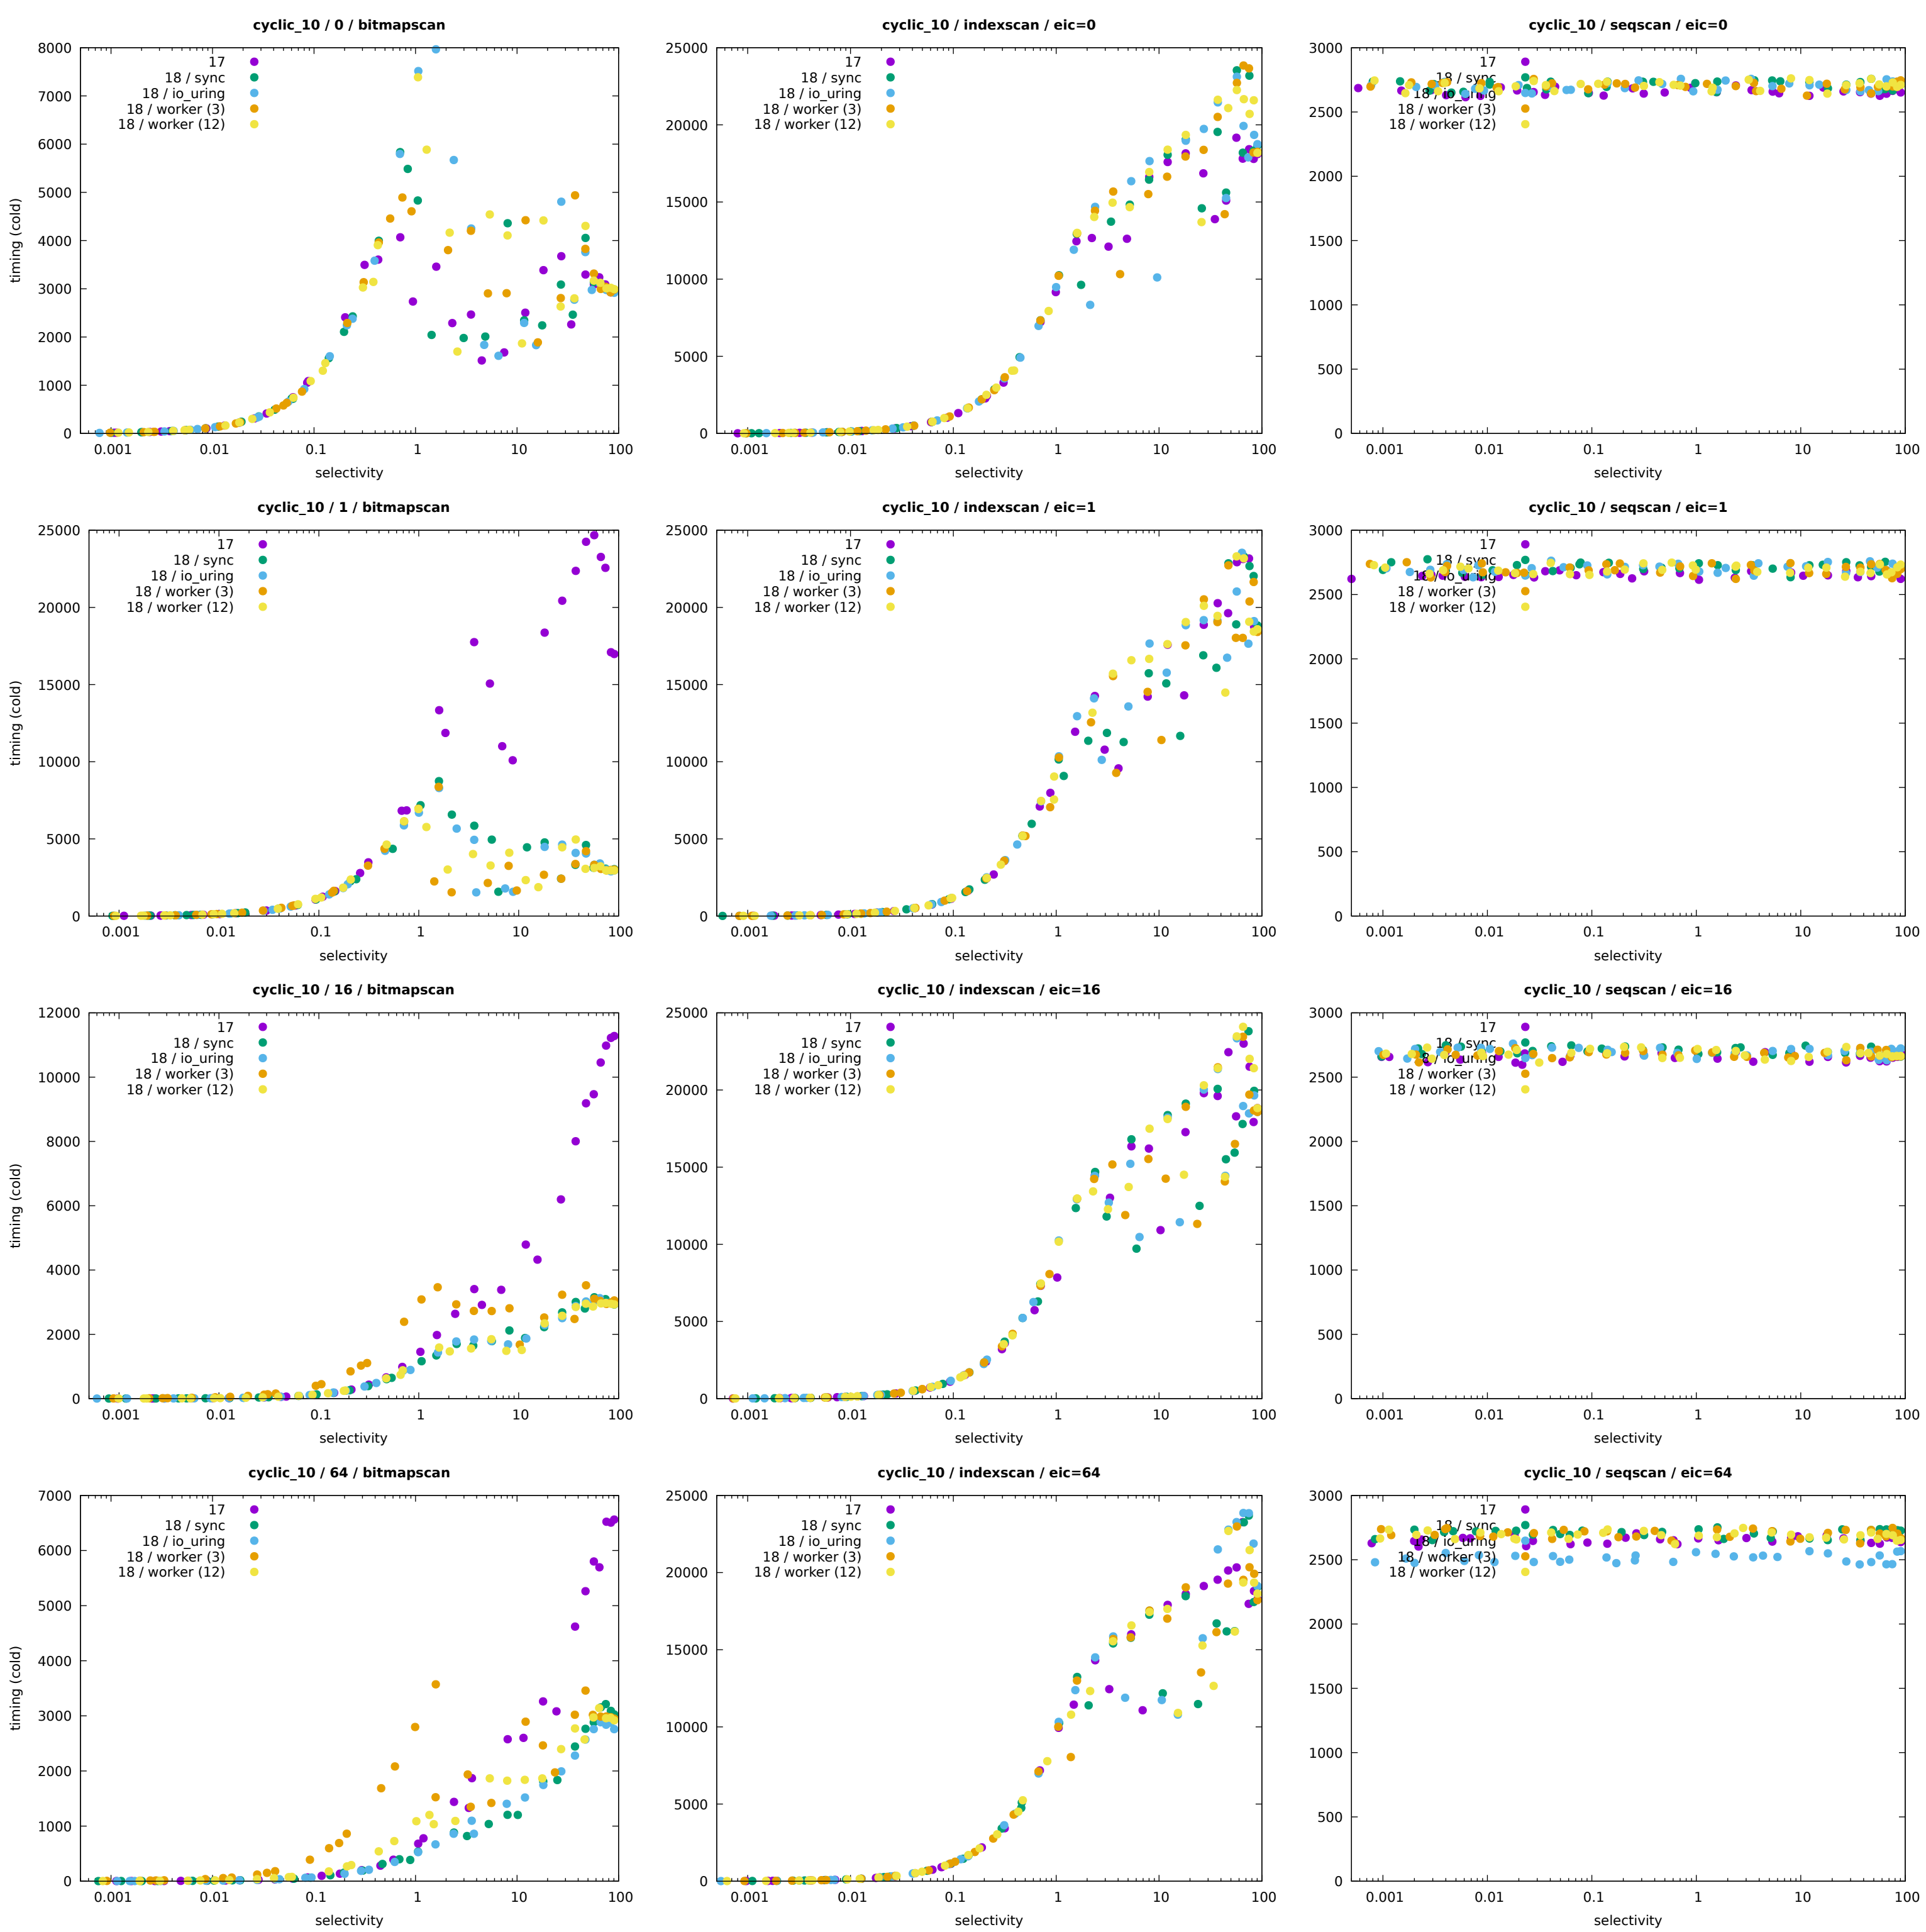 cyclic_10 / 0 / bitmapscan
timing (cold)
8000
7000
6000
5000
4000
3000
2000
1000
0
17
18 / sync
18 / io_uring
18 / worker (3)
18 / worker (12)
0.001 0.01 0.1 1 10 100
selectivity
cyclic_10 / indexscan / eic=0
25000
20000
15000
10000
5000
0
17
18 / sync
18 / io_uring
18 / worker (3)
18 / worker (12)
0.001 0.01 0.1 1 10 100
selectivity
cyclic_10 / seqscan / eic=0
3000
2500
2000
1500
1000
500
0
17
18 / sync
18 / io_uring
18 / worker (3)
18 / worker (12)
0.001 0.01 0.1 1 10 100
selectivity
cyclic_10 / 1 / bitmapscan
timing (cold)
25000
20000
15000
10000
5000
0
17
18 / sync
18 / io_uring
18 / worker (3)
18 / worker (12)
0.001 0.01 0.1 1 10 100
selectivity
cyclic_10 / indexscan / eic=1
25000
20000
15000
10000
5000
0
17
18 / sync
18 / io_uring
18 / worker (3)
18 / worker (12)
0.001 0.01 0.1 1 10 100
selectivity
cyclic_10 / seqscan / eic=1
3000
2500
2000
1500
1000
500
0
17
18 / sync
18 / io_uring
18 / worker (3)
18 / worker (12)
0.001 0.01 0.1 1 10 100
selectivity
cyclic_10 / 16 / bitmapscan
timing (cold)
12000
10000
8000
6000
4000
2000
0
17
18 / sync
18 / io_uring
18 / worker (3)
18 / worker (12)
0.001 0.01 0.1 1 10 100
selectivity
cyclic_10 / indexscan / eic=16
25000
20000
15000
10000
5000
0
17
18 / sync
18 / io_uring
18 / worker (3)
18 / worker (12)
0.001 0.01 0.1 1 10 100
selectivity
cyclic_10 / seqscan / eic=16
3000
2500
2000
1500
1000
500
0
17
18 / sync
18 / io_uring
18 / worker (3)
18 / worker (12)
0.001 0.01 0.1 1 10 100
selectivity
cyclic_10 / 64 / bitmapscan
timing (cold)
7000
6000
5000
4000
3000
2000
1000
0
17
18 / sync
18 / io_uring
18 / worker (3)
18 / worker (12)
0.001 0.01 0.1 1 10 100
selectivity
cyclic_10 / indexscan / eic=64
25000
20000
15000
10000
5000
0
17
18 / sync
18 / io_uring
18 / worker (3)
18 / worker (12)
0.001 0.01 0.1 1 10 100
selectivity
cyclic_10 / seqscan / eic=64
3000
2500
2000
1500
1000
500
0
17
18 / sync
18 / io_uring
18 / worker (3)
18 / worker (12)
0.001 0.01 0.1 1 10 100
selectivity